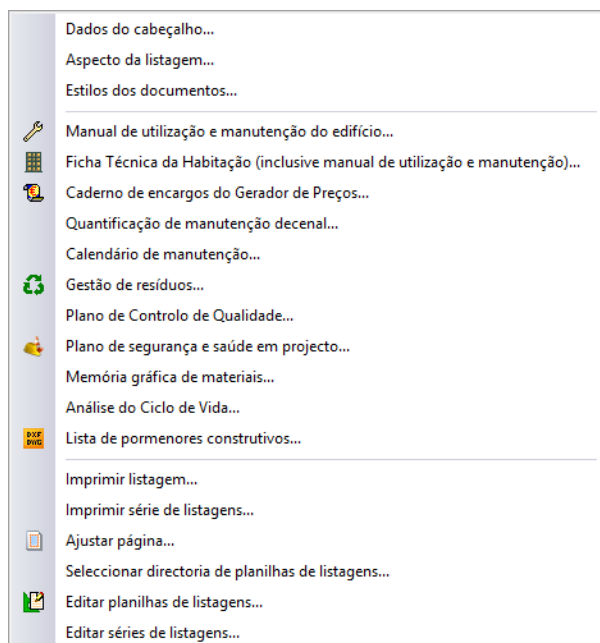 Dados do cabeçalho...
Aspecto da listagem...
Estilos dos documentos...
Manual de utilização e manutenção do edifício...
Ficha Técnica da Habitação (inclusive manual de utilização e manutenção)...
Caderno de encargos do Gerador de Preços...
Quantificação de manutenção decenal...
Calendário de manutenção...
Gestão de resíduos...
Plano de Controlo de Qualidade...
Plano de segurança e saúde em projecto...
Memória gráfica de materiais...
Análise do Ciclo de Vida...
DXF
DWG
Lista de pormenores construtivos...
Imprimir listagem...
Imprimir série de listagens...
Ajustar página...
Seleccionar directoria de planilhas de listagens...
Editar planilhas de listagens...
Editar séries de listagens...